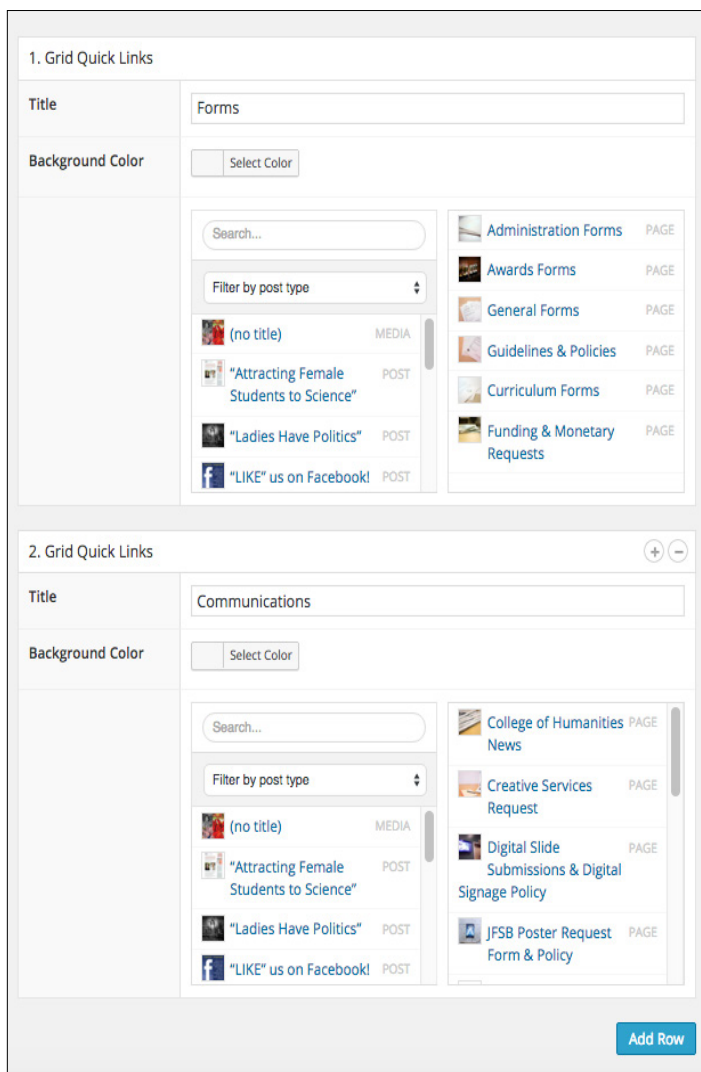 1. Grid Quick Links
Title
Forms
Background Color
Select Color
Search...
Filter by post type
(no title) MEDIA
“Attracting Female POST
Students to Science”
“Ladies Have Politics” POST
“LIKE” us on Facebook! POST
Administration Forms PAGE
Awards Forms PAGE
General Forms PAGE
Guidelines & Policies PAGE
Curriculum Forms PAGE
Funding & Monetary PAGE
Requests
2. Grid Quick Links
Title
Communications
Background Color
Select Color
Search...
Filter by post type
(no title) MEDIA
“Attracting Female POST
Students to Science”
“Ladies Have Politics” POST
“LIKE” us on Facebook! POST
College of Humanities PAGE
News
Creative Services PAGE
Request
Digital Slide PAGE
Submissions & Digital
Signage Policy
JFSB Poster Request PAGE
Form & Policy
Add Row